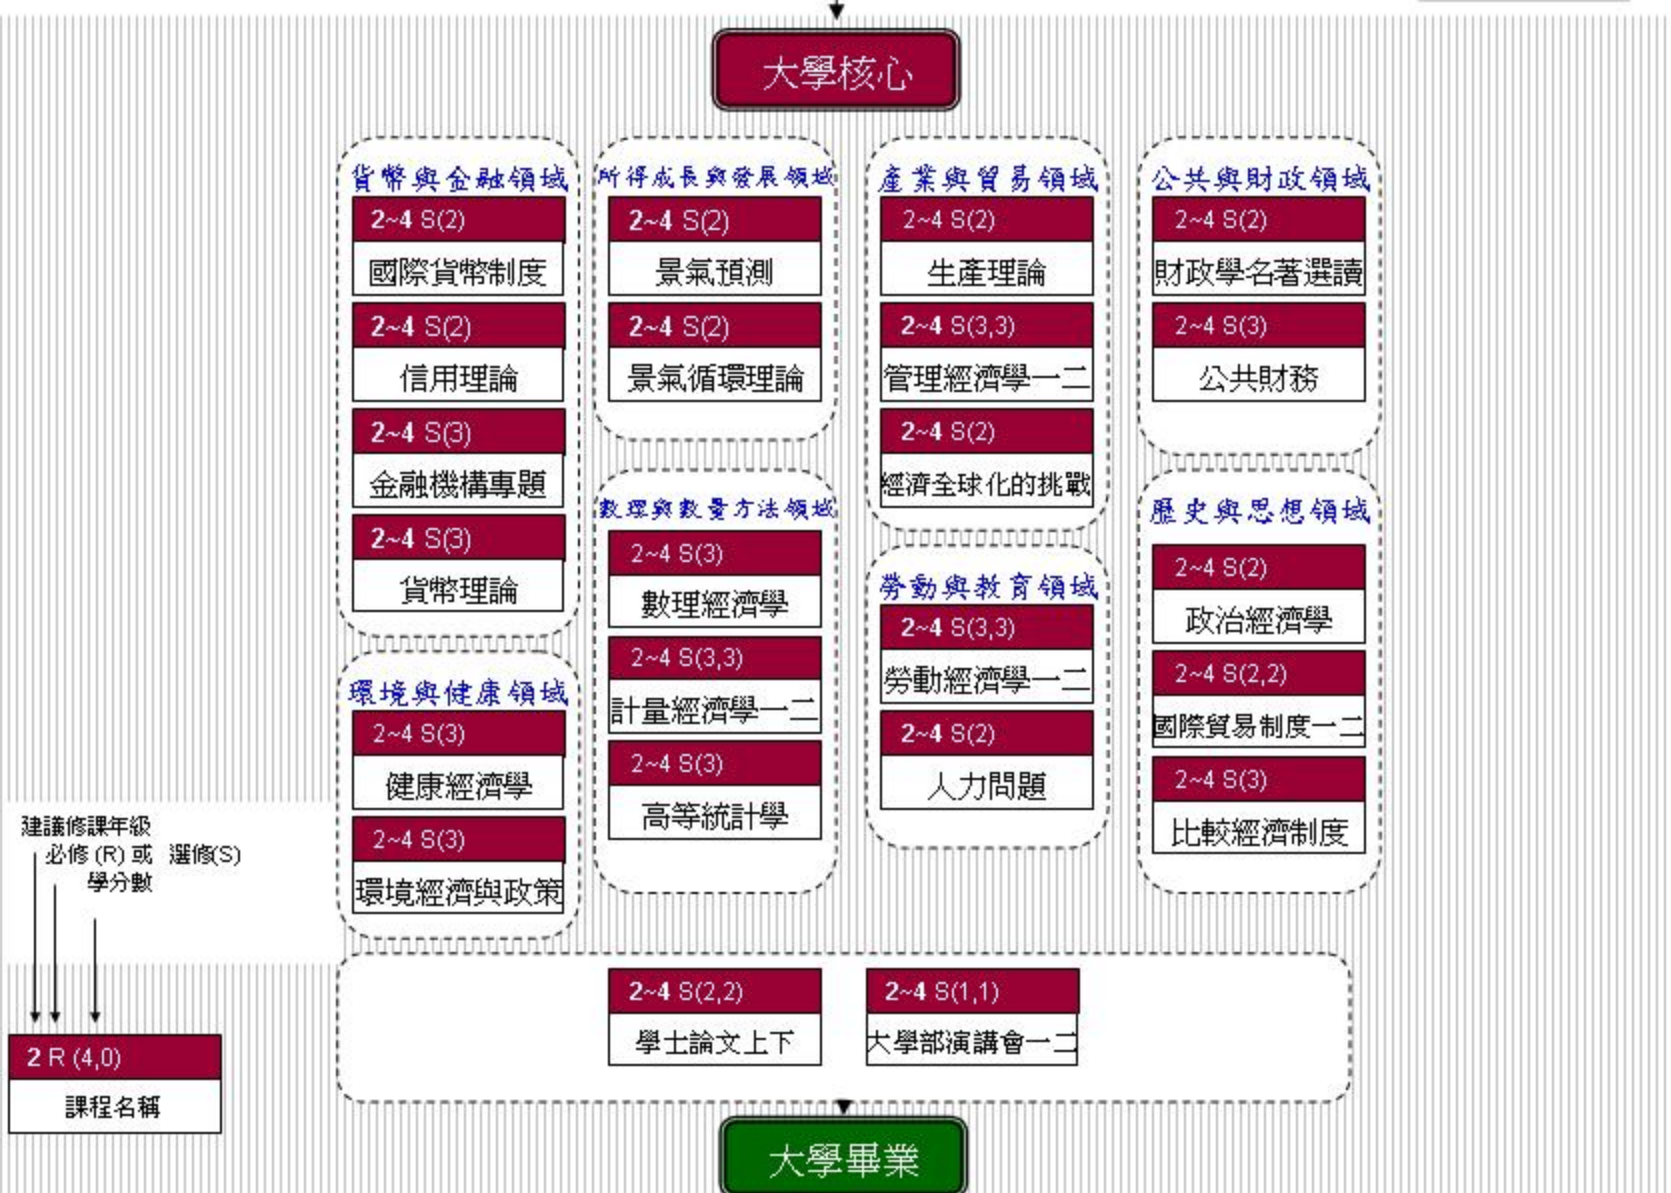 大學核心
貨幣與金融領域
2~4 S(2)
國際貨幣制度
2~4 S(2)
信用理論
2~4 S(3)
金融機構專題
2~4 S(3)
貨幣理論
環境與健康領域
2~4 S(3)
健康經濟學
2~4 S(3)
環境經濟與政策
所得成長與發展領域
2~4 S(2)
景氣預測
2~4 S(2)
景氣循環理論
數理與數量方法領域
2~4 S(3)
數理經濟學
2~4 S(3,3)
計量經濟學一二
2~4 S(3)
高等統計學
產業與貿易領域
2~4 S(2)
生產理論
2~4 S(3,3)
管理經濟學一二
2~4 S(2)
經濟全球化的挑戰
勞動與教育領域
2~4 S(3,3)
勞動經濟學一二
2~4 S(2)
人力問題
公共與財政領域
2~4 S(2)
財政學名著選讀
2~4 S(3)
公共財務
歷史與思想領域
2~4 S(2)
政治經濟學
2~4 S(2,2)
國際貿易制度一二
2~4 S(3)
比較經濟制度
建議修課年級
必修 (R) 或 選修(S)
學分數
2 R (4,0)
課程名稱
2~4 S(2,2)
學士論文上下
2~4 S(1,1)
大學部演講會一二
大學畢業